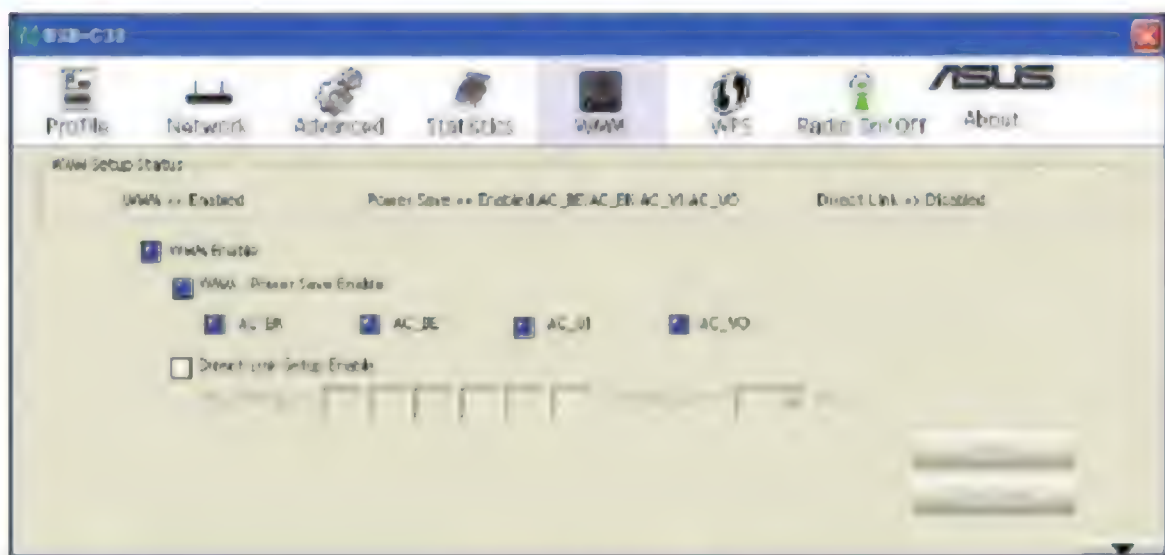 Profile Network Advanced Statistics WMM WPS Radio On/Off ASUS About
WMM Setup Status
WMM >> Enabled Power Save >> Enabled;AC_BE;AC_BK;AC_VI;AC_VO Direct Link >> Disabled
WMM Enable
WMM - Power Save Enable
AC_BK AC_BE AC_VI AC_VO
Direct Link Setup Enable